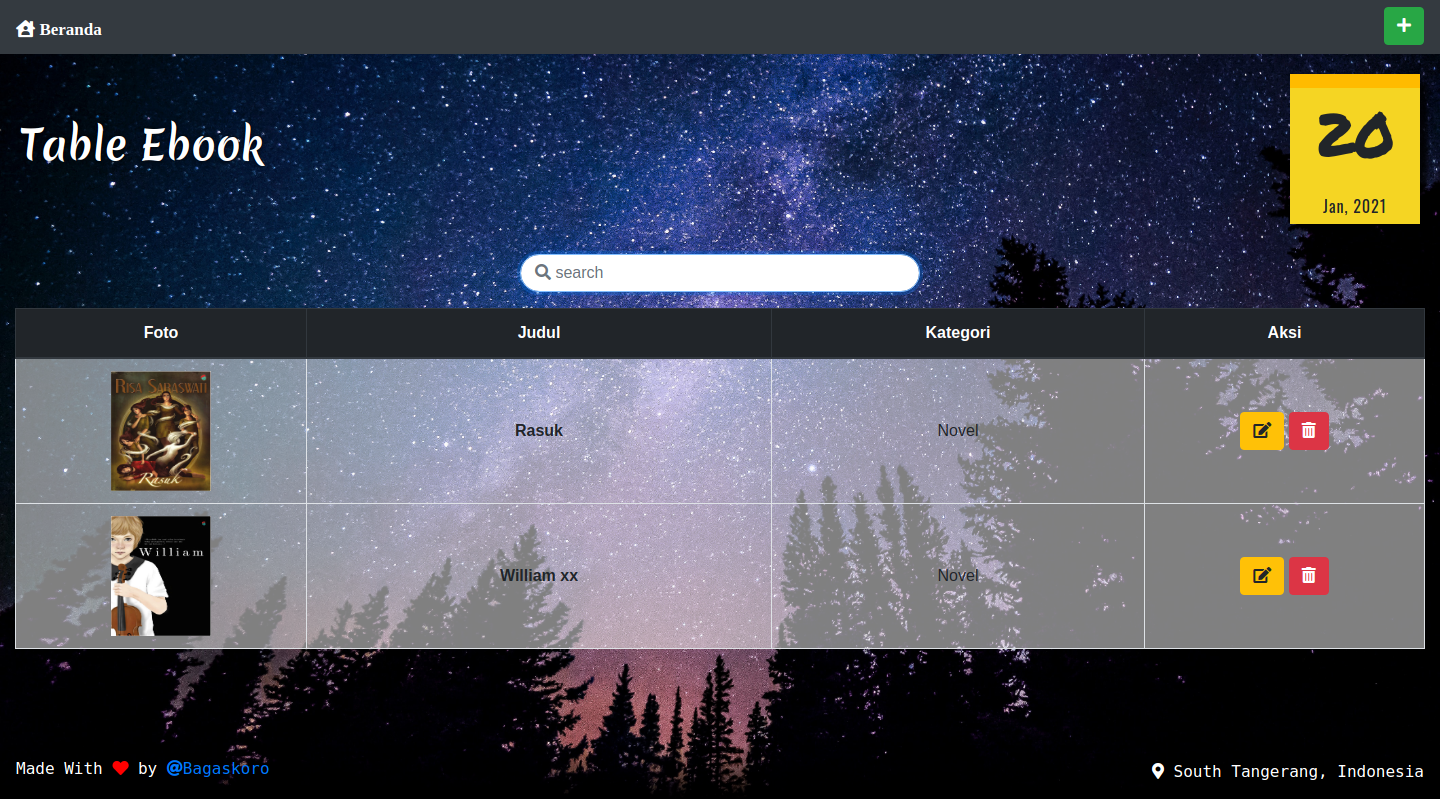 Beranda
Table Ebook
20
Jan, 2021
search
Foto Judul Kategori Aksi
RISA SARASWATI
Rasuk
Rasuk Novel
William
William xx Novel
Made With by @Bagaskoro
South Tangerang, Indonesia